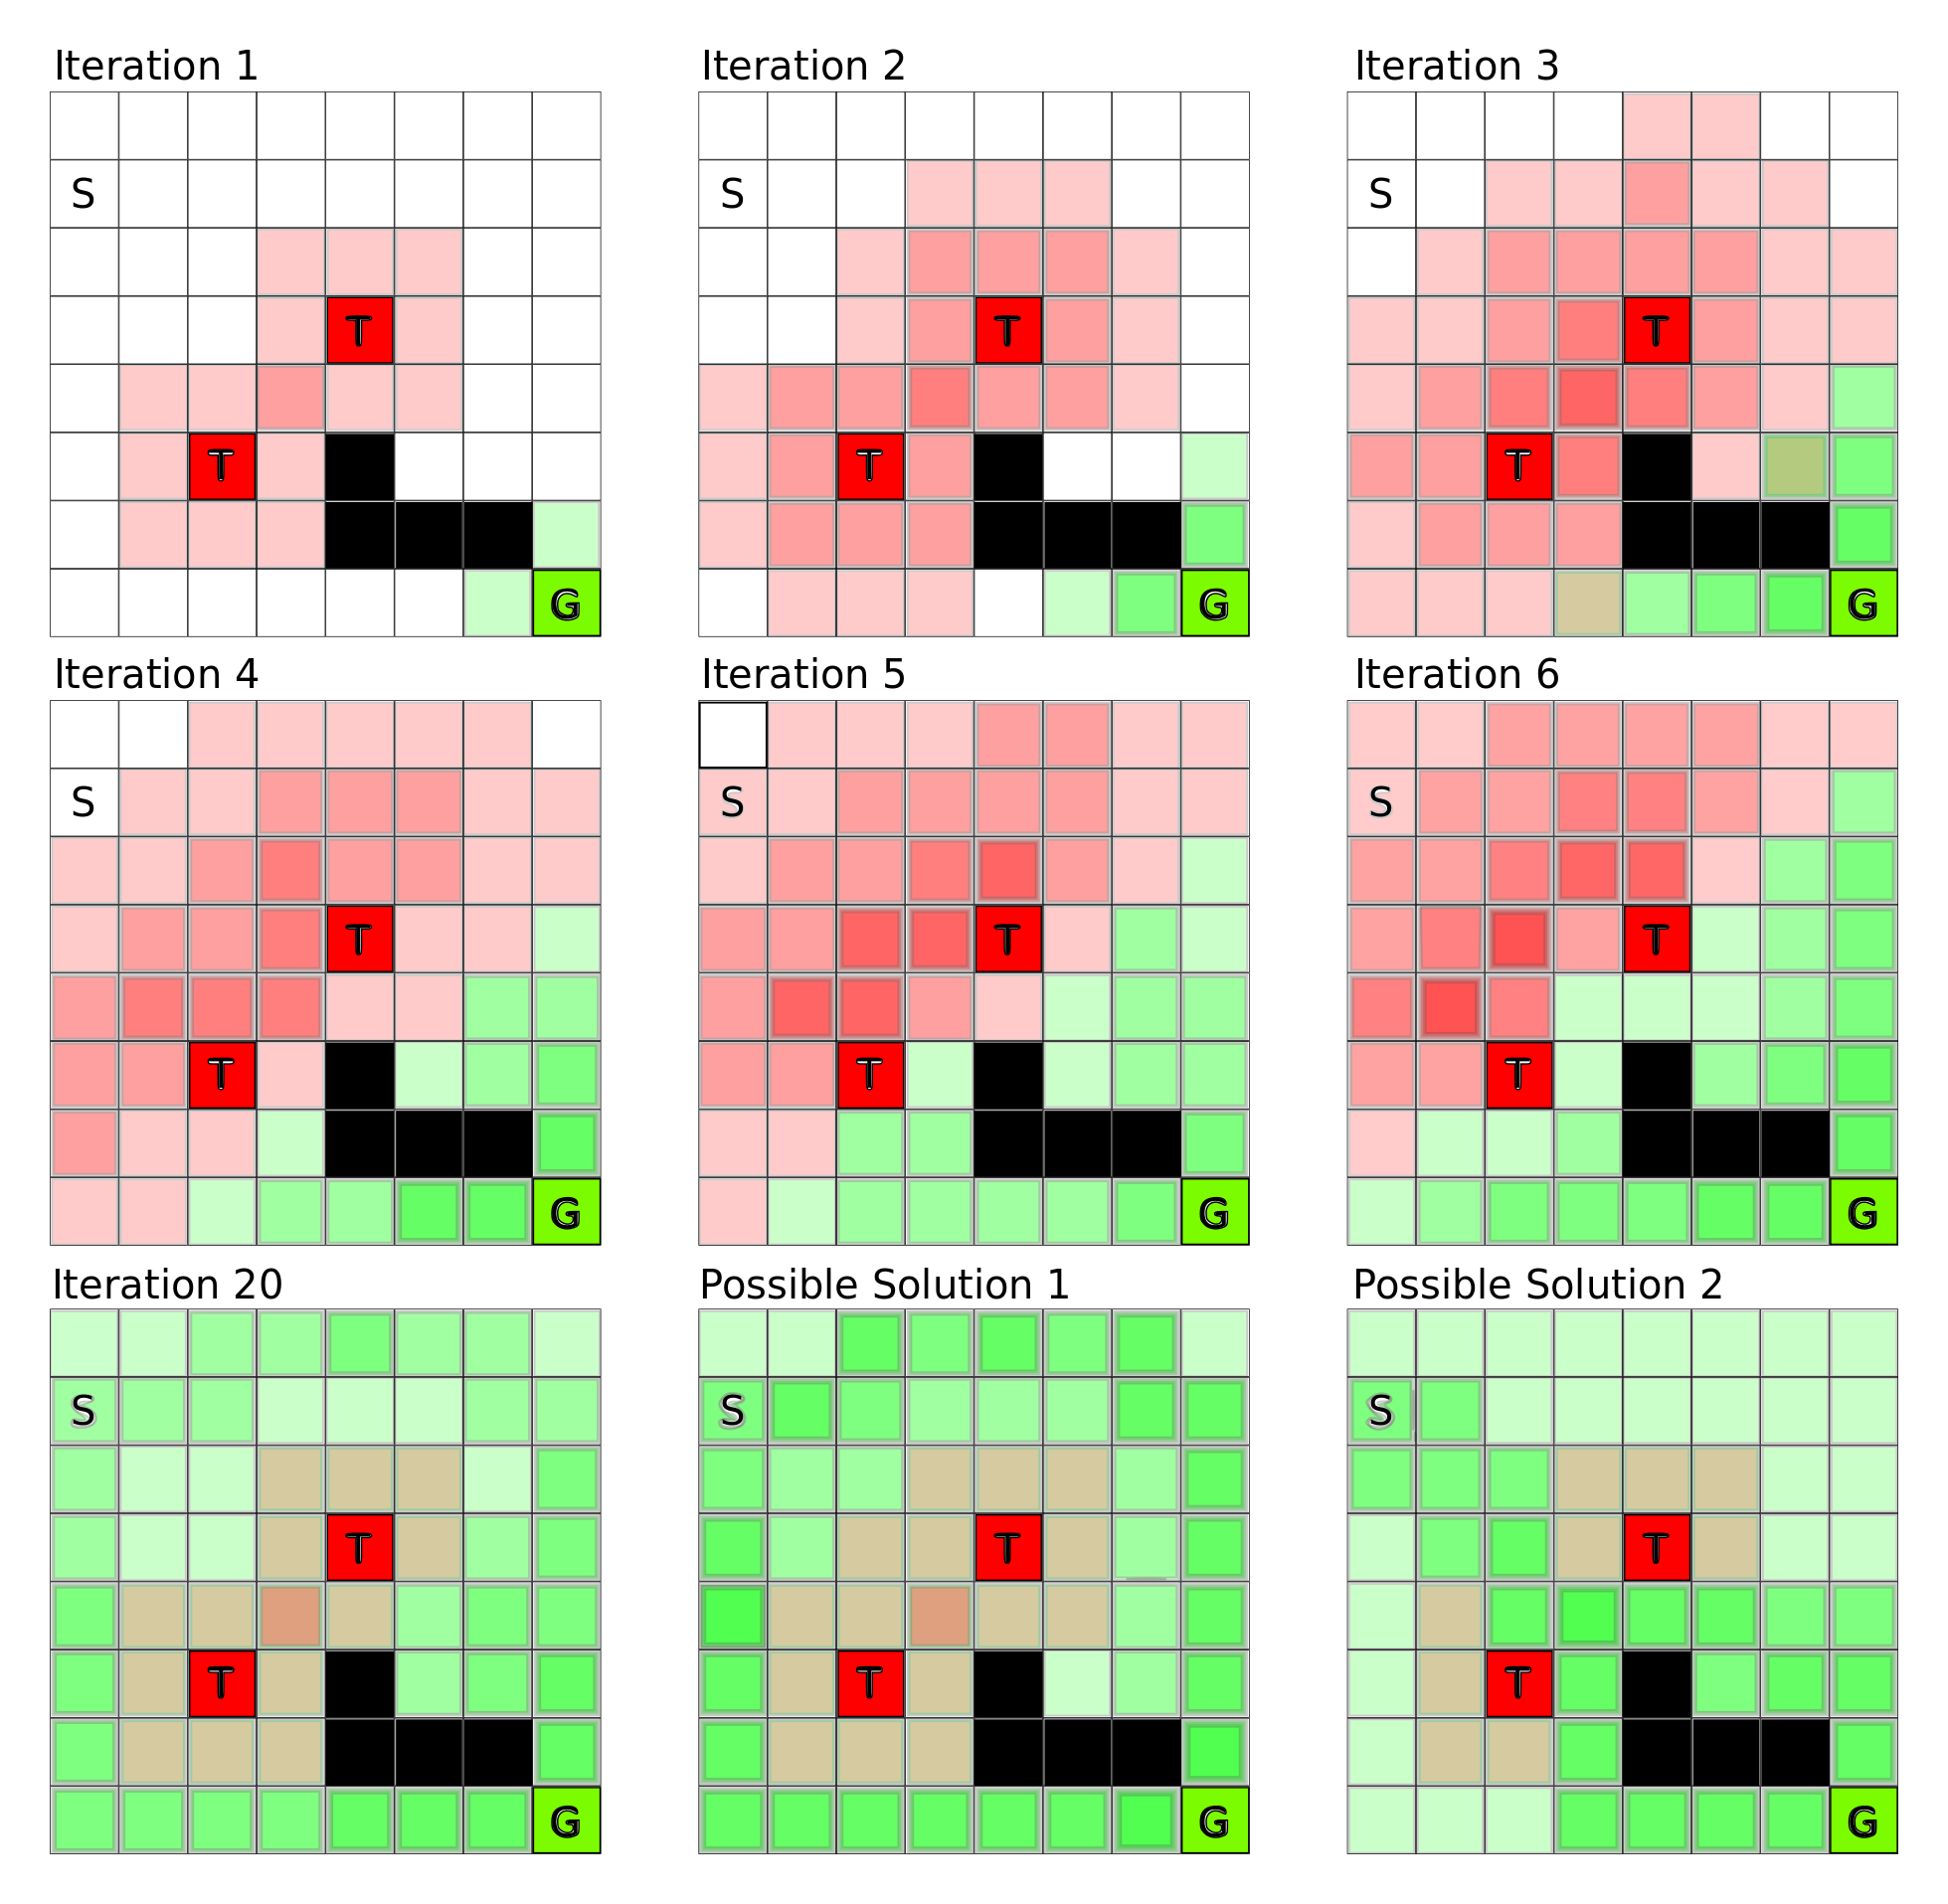 Iteration 1 Iteration 2 Iteration 3
S S S
T T T
T T T
G G G
Iteration 4 Iteration 5 Iteration 6
S S S
T T T
T T T
G G G
Iteration 20 Possible Solution 1 Possible Solution 2
S S S
T T T
T T T
G G G